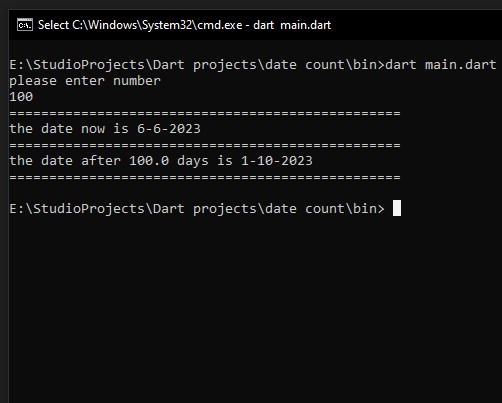 Select C:\Windows\System32\cmd.exe - dart  main.dart
E:\StudioProjects\Dart projects\date count\bin>dart main.dart
please enter number
100
=================================================
the date now is 6-6-2023
=================================================
the date after 100.0 days is 1-10-2023
=================================================
E:\StudioProjects\Dart projects\date count\bin>